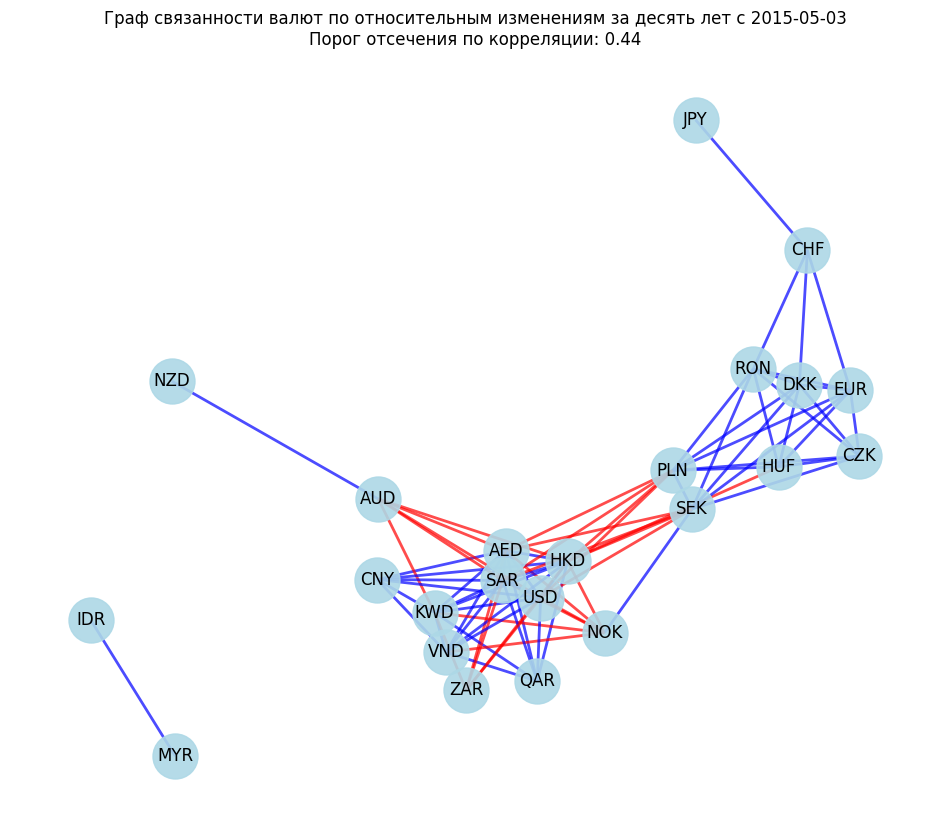 Граф связанности валют по относительным изменениям за десять лет с 2015-05-03
Порог отсечения по корреляции: 0.44
JPY
CHF
RON
DKK
EUR
NZD
CZK
HUF
PLN
AUD
SEK
AED
HKD
CNY
SAR
USD
KWD
IDR
NOK
VND
QAR
ZAR
MYR